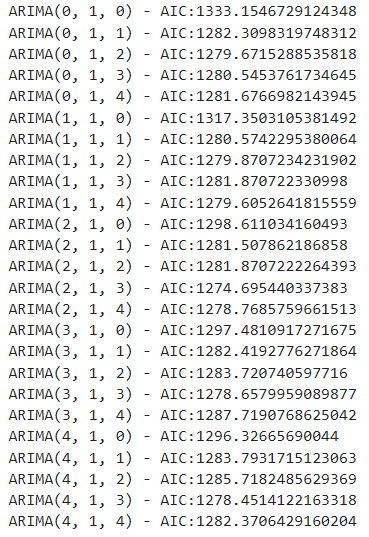 ARIMA(0, 1, 0) - AIC:1333.1546729124348
ARIMA(0, 1, 1) - AIC:1282.3098319748312
ARIMA(0, 1, 2) - AIC:1279.6715288535818
ARIMA(0, 1, 3) - AIC:1280.5453761734645
ARIMA(0, 1, 4) - AIC:1281.6766982143945
ARIMA(1, 1, 0) - AIC:1317.3503105381492
ARIMA(1, 1, 1) - AIC:1280.5742295380064
ARIMA(1, 1, 2) - AIC:1279.8707234231902
ARIMA(1, 1, 3) - AIC:1281.870722330998
ARIMA(1, 1, 4) - AIC:1279.6052641815559
ARIMA(2, 1, 0) - AIC:1298.611034160493
ARIMA(2, 1, 1) - AIC:1281.507862186858
ARIMA(2, 1, 2) - AIC:1281.8707222264393
ARIMA(2, 1, 3) - AIC:1274.695440337383
ARIMA(2, 1, 4) - AIC:1278.7685759661513
ARIMA(3, 1, 0) - AIC:1297.4810917271675
ARIMA(3, 1, 1) - AIC:1282.4192776271864
ARIMA(3, 1, 2) - AIC:1283.720740597716
ARIMA(3, 1, 3) - AIC:1278.6579959089877
ARIMA(3, 1, 4) - AIC:1287.7190768625042
ARIMA(4, 1, 0) - AIC:1296.32665690044
ARIMA(4, 1, 1) - AIC:1283.7931715123063
ARIMA(4, 1, 2) - AIC:1285.7182485629369
ARIMA(4, 1, 3) - AIC:1278.4514122163318
ARIMA(4, 1, 4) - AIC:1282.3706429160204